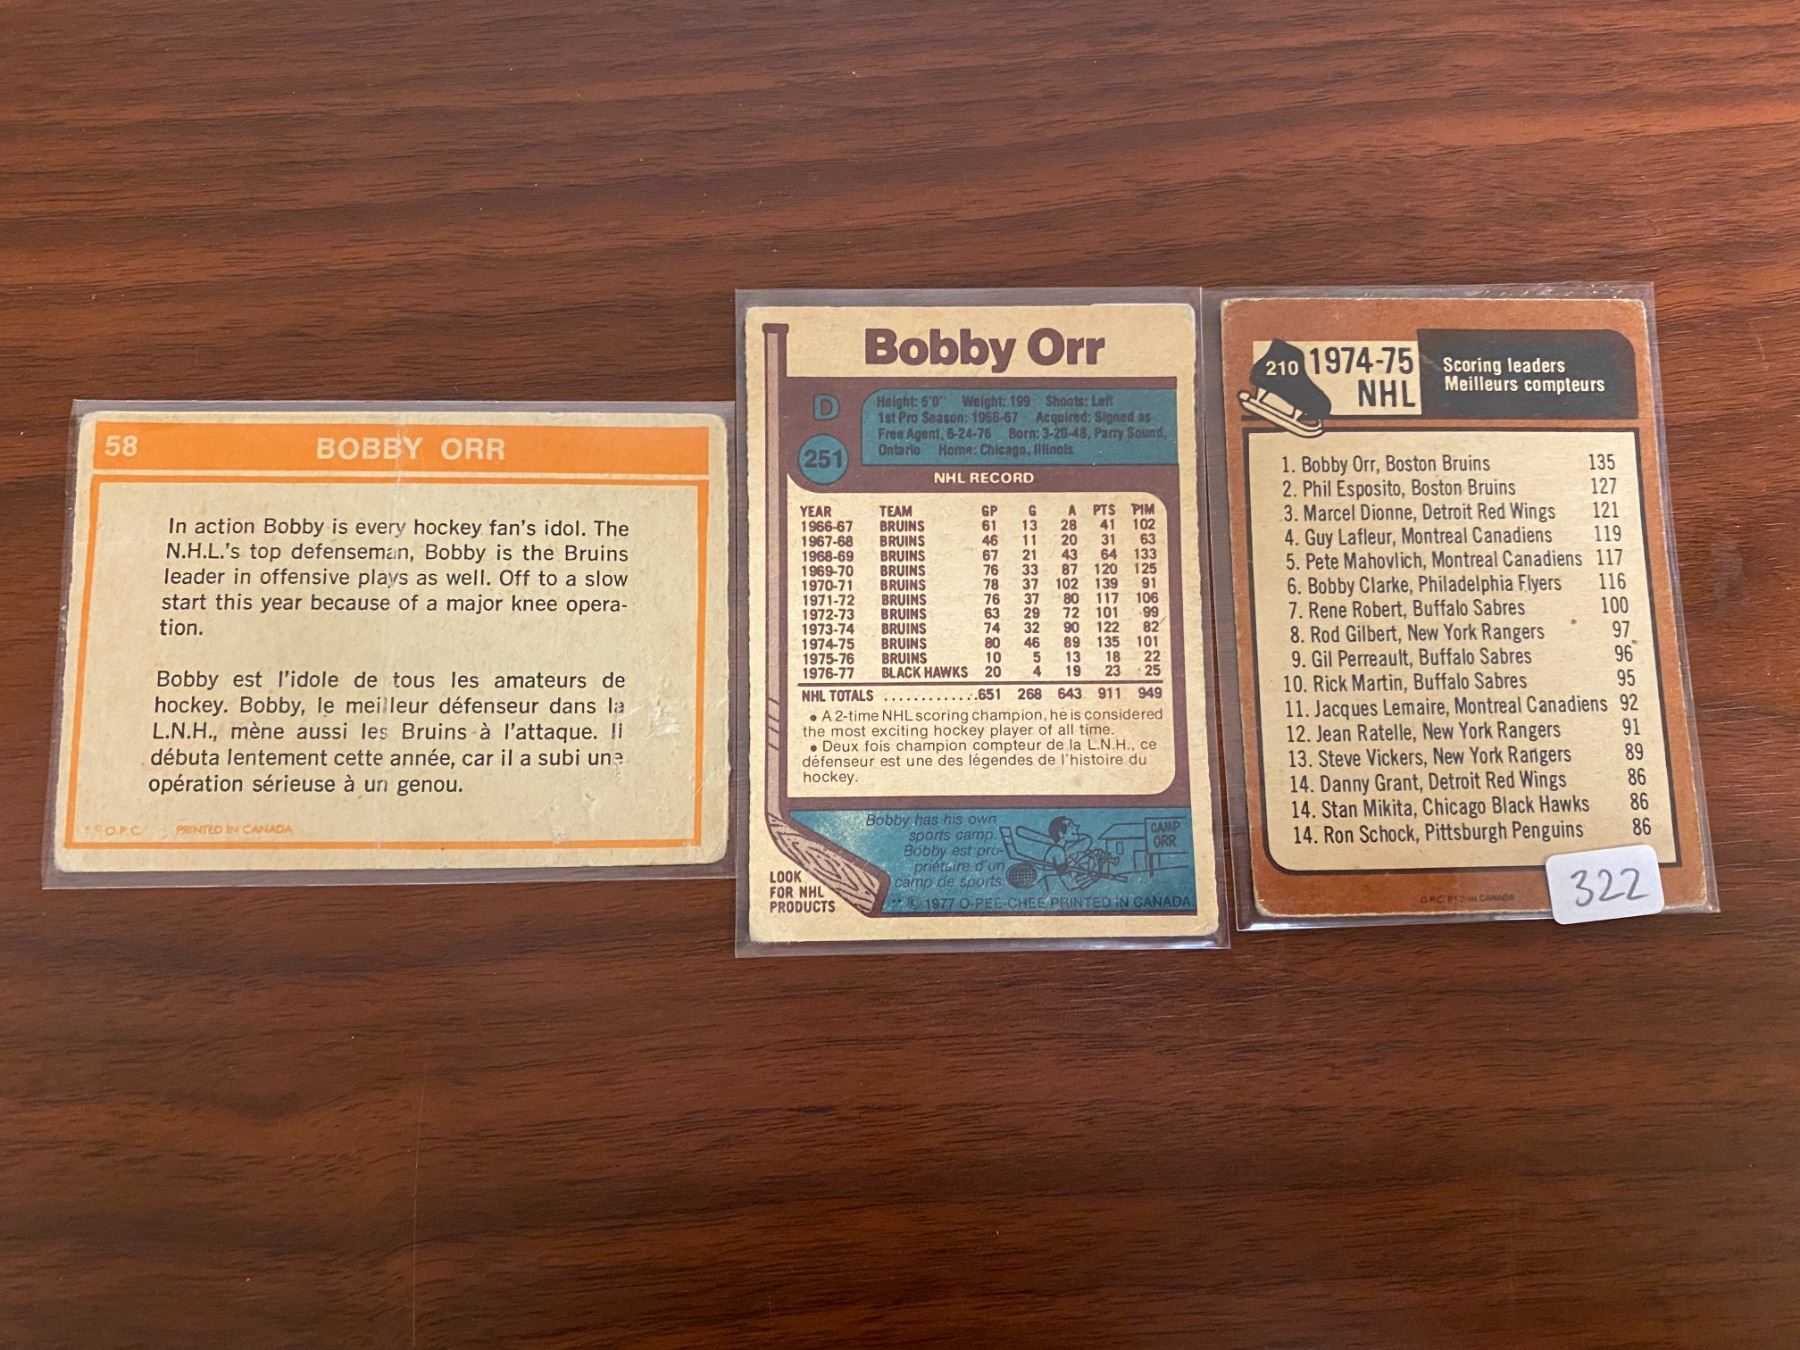 58
BOBBY ORR
In action Bobby is every hockey fan's idol. The
N.H.L.'s top defenseman, Bobby is the Bruins
leader in offensive plays as well. Off to a slow
start this year because of a major knee opera-
tion.
Bobby est l'idole de tous les amateurs de
hockey. Bobby, le meilleur défenseur dans la
L.N.H., mène aussi les Bruins à l'attaque. Il
débuta lentement cette année, car il a subi une
opération sérieuse à un genou.
* © O.P.C. PRINTED IN CANADA
Bobby Orr
D
251
Height: 6'0" Weight: 199 Shoots: Left
1st Pro Season: 1966-67 Acquired: Signed as
Free Agent, 6-24-76 Born: 3-20-48, Parry Sound,
Ontario Home: Chicago, Illinois
NHL RECORD
YEAR TEAM GP G A PTS PIM
1966-67 BRUINS 61 13 28 41 102
1967-68 BRUINS 46 11 20 31 63
1968-69 BRUINS 67 21 43 64 133
1969-70 BRUINS 76 33 87 120 125
1970-71 BRUINS 78 37 102 139 91
1971-72 BRUINS 76 37 80 117 106
1972-73 BRUINS 63 29 72 101 99
1973-74 BRUINS 74 32 90 122 82
1974-75 BRUINS 80 46 89 135 101
1975-76 BRUINS 10 5 13 18 22
1976-77 BLACK HAWKS 20 4 19 23 25
NHL TOTALS .............651 268 643 911 949
• A 2-time NHL scoring champion, he is considered
the most exciting hockey player of all time.
• Deux fois champion compteur de la L.N.H., ce
défenseur est une des légendes de l'histoire du
hockey.
Bobby has his own
sports camp.
Bobby est pro-
priétaire d'un
camp de sports
CAMP
ORR
LOOK
FOR NHL
PRODUCTS
** © 1977 O-PEE-CHEE PRINTED IN CANADA
210
1974-75
NHL
Scoring leaders
Meilleurs compteurs
1. Bobby Orr, Boston Bruins 135
2. Phil Esposito, Boston Bruins 127
3. Marcel Dionne, Detroit Red Wings 121
4. Guy Lafleur, Montreal Canadiens 119
5. Pete Mahovlich, Montreal Canadiens 117
6. Bobby Clarke, Philadelphia Flyers 116
7. Rene Robert, Buffalo Sabres 100
8. Rod Gilbert, New York Rangers 97
9. Gil Perreault, Buffalo Sabres 96
10. Rick Martin, Buffalo Sabres 95
11. Jacques Lemaire, Montreal Canadiens 92
12. Jean Ratelle, New York Rangers 91
13. Steve Vickers, New York Rangers 89
14. Danny Grant, Detroit Red Wings 86
14. Stan Mikita, Chicago Black Hawks 86
14. Ron Schock, Pittsburgh Penguins 86
322